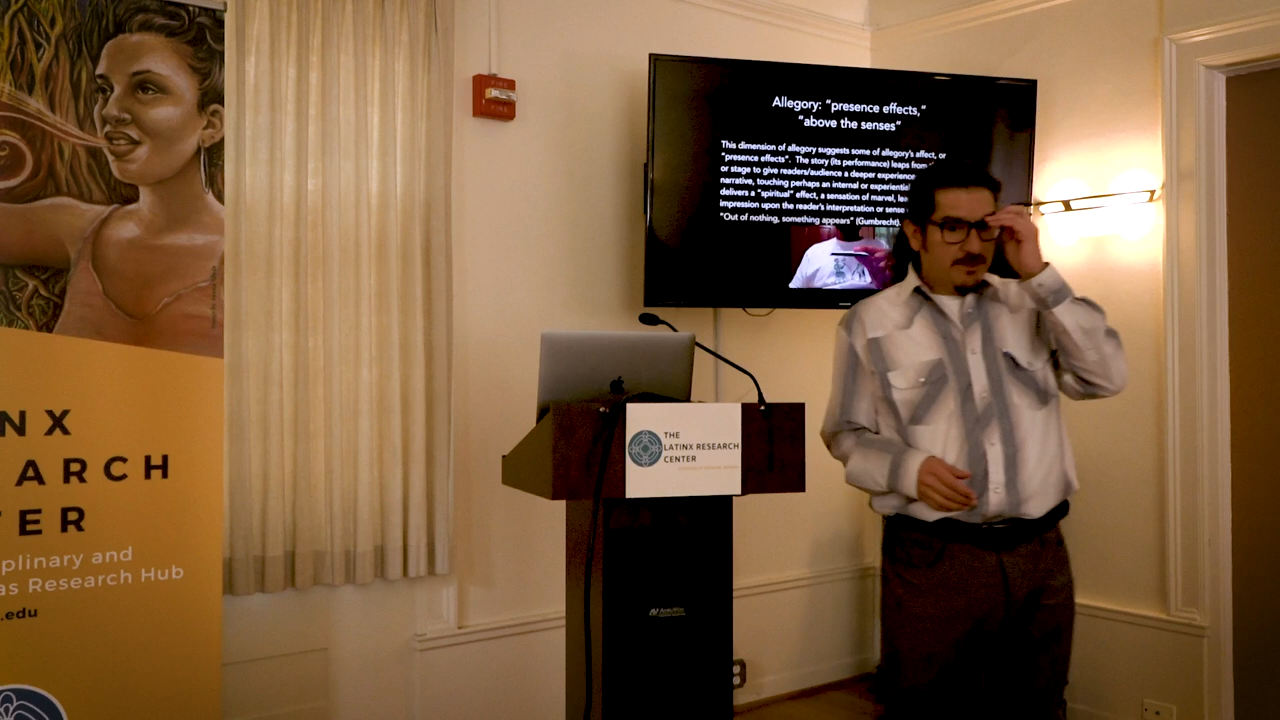 NX
ARCH
TER
plinary and
as Research Hub
.edu
FIRE
Allegory: “presence effects,”
“above the senses”
This dimension of allegory suggests some of allegory’s affect, or
“presence effects”. The story (its performance) leaps from
or stage to give readers/audience a deeper experience
narrative, touching perhaps an internal or experiential
delivers a “spiritual” effect, a sensation of marvel,
impression upon the reader’s interpretation or sense
“Out of nothing, something appears” (Gumbrecht).
THE
LATINX RESEARCH
CENTER